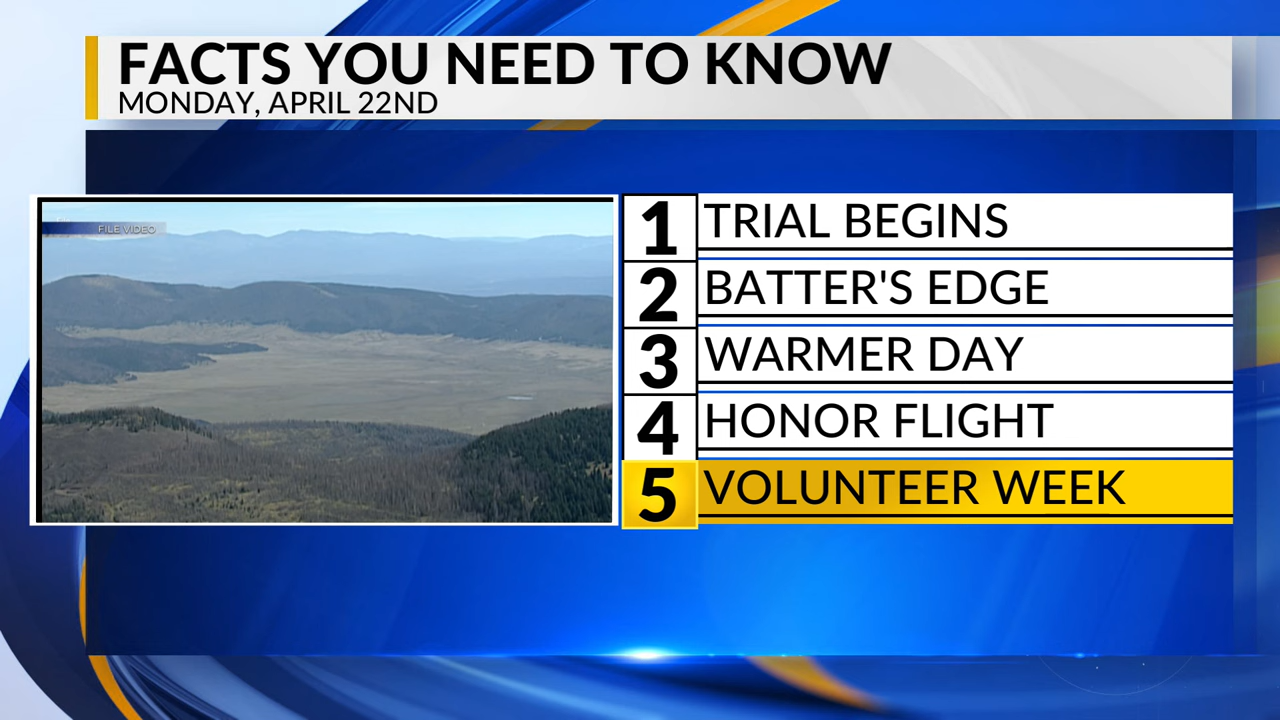 FACTS YOU NEED TO KNOW
MONDAY, APRIL 22ND
FILE VIDEO
1 TRIAL BEGINS
2 BATTER'S EDGE
3 WARMER DAY
4 HONOR FLIGHT
5 VOLUNTEER WEEK